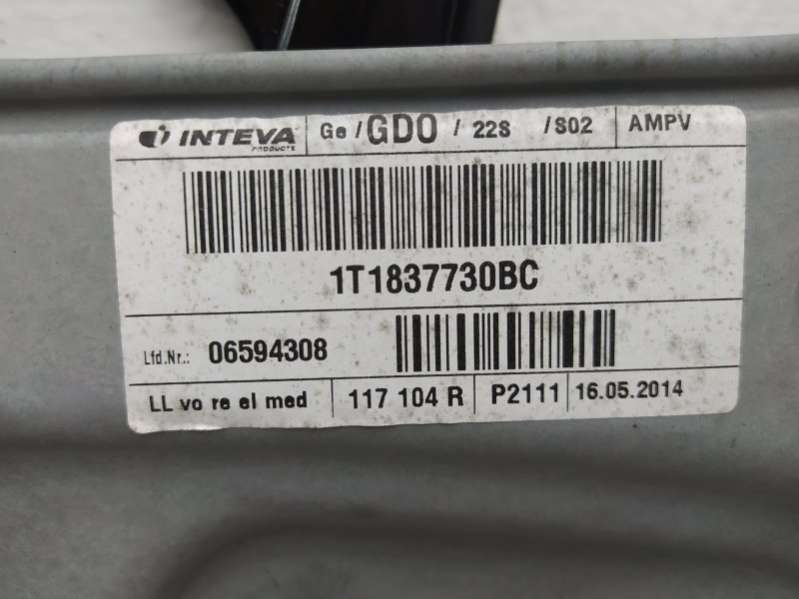 INTEVA PRODUCTS Ge /GDO / 22S /S02 AMPV
1T1837730BC
Lfd.Nr.: 06594308
LL vo re el med 117 104 R P2111 16.05.2014